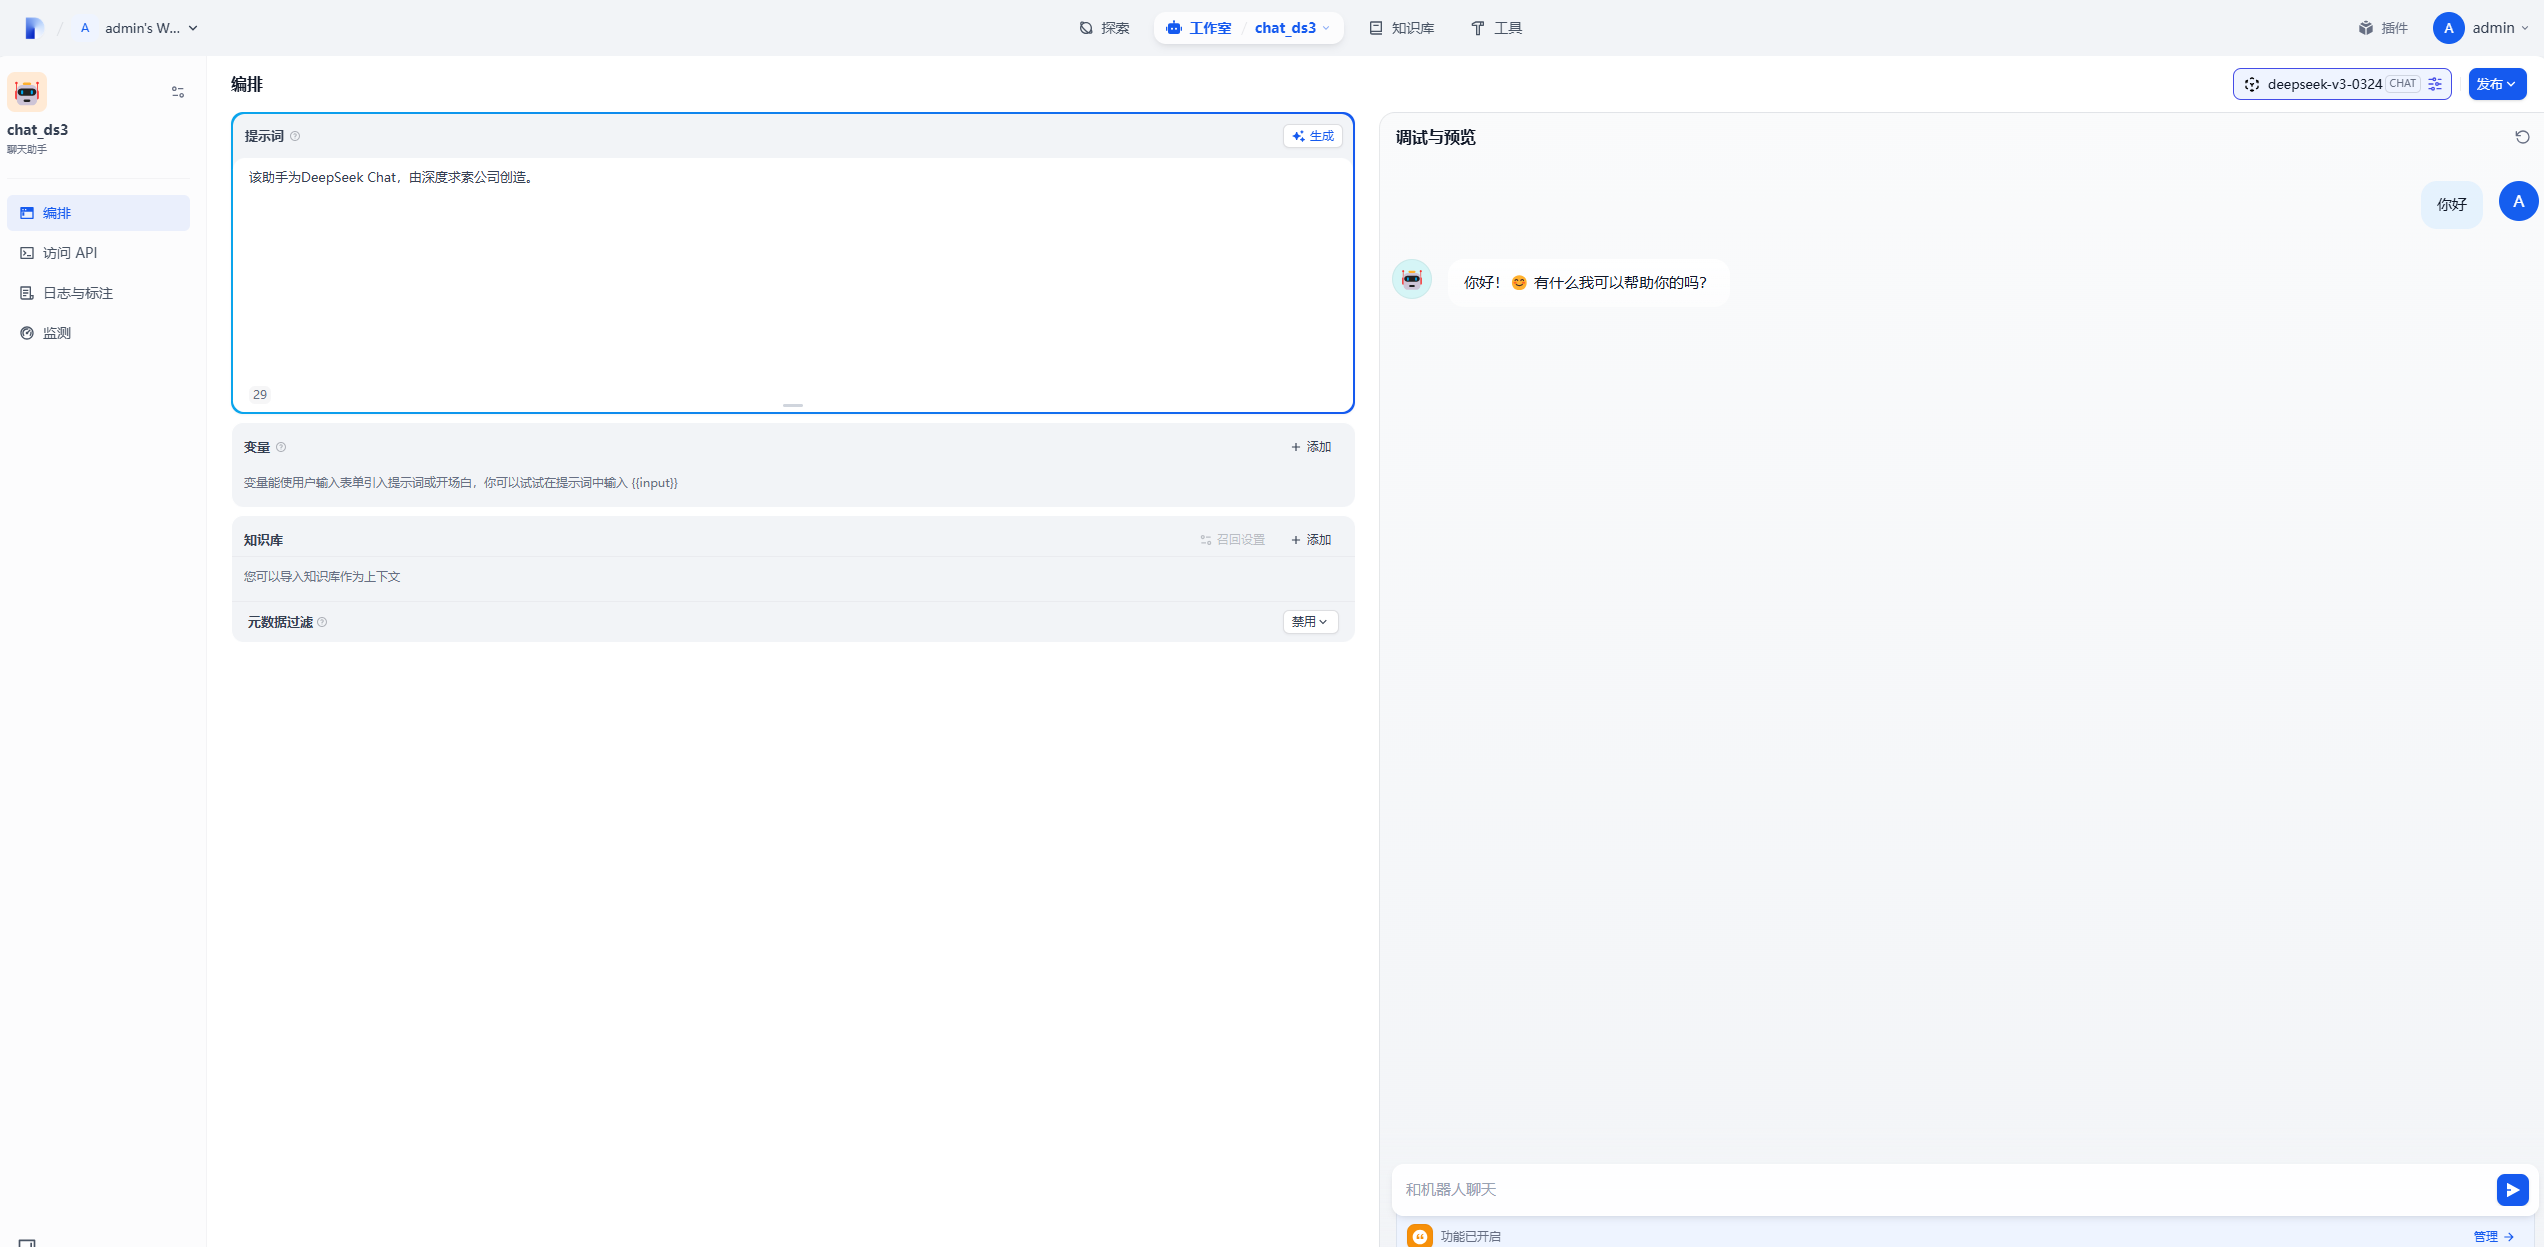 / A admin's W...
探索
工作室 / chat_ds3
知识库
工具
插件
A admin
chat_ds3
聊天助手
编排
访问 API
日志与标注
监测
编排
deepseek-v3-0324 CHAT
发布
提示词
生成
该助手为DeepSeek Chat，由深度求索公司创造。
29
变量
+ 添加
变量能使用户输入表单引入提示词或开场白，你可以试试在提示词中输入 {{input}}
知识库
召回设置
+ 添加
您可以导入知识库作为上下文
元数据过滤
禁用
调试与预览
你好
A
你好！😊 有什么我可以帮助你的吗？
和机器人聊天
功能已开启
管理 →